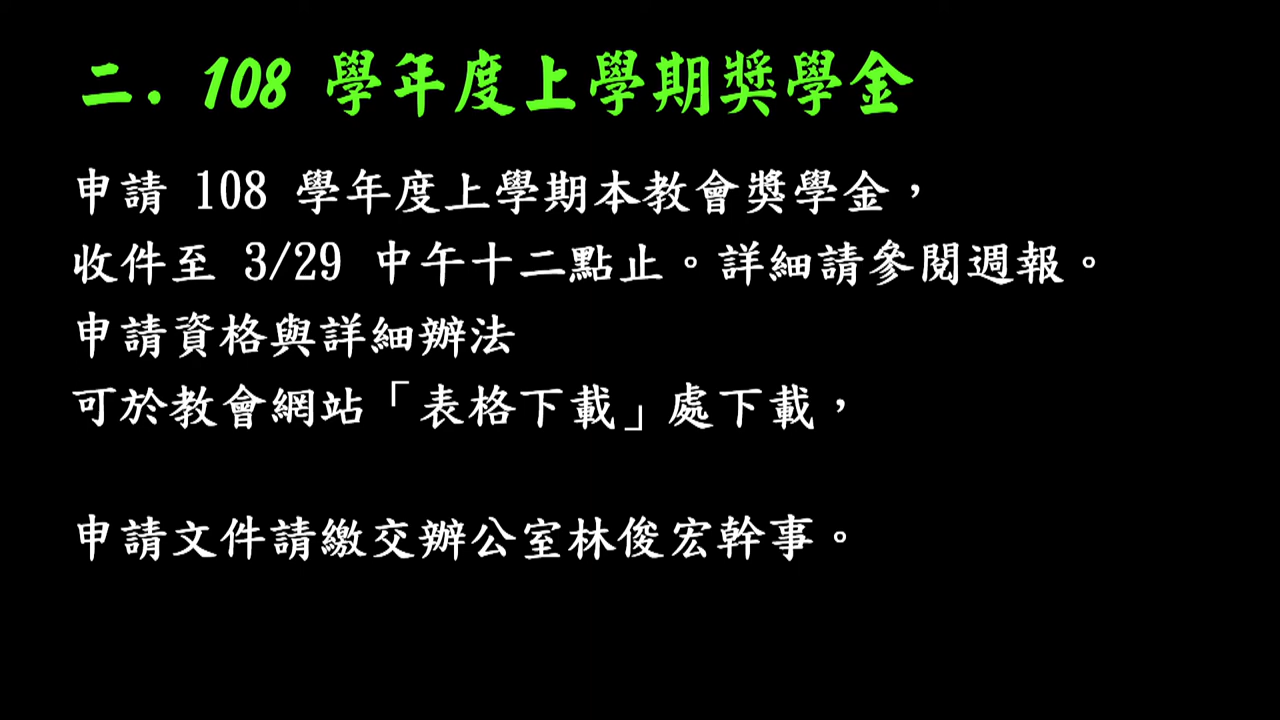 二. 108 學年度上學期獎學金
申請 108 學年度上學期本教會獎學金，
收件至 3/29 中午十二點止。詳細請參閱週報。
申請資格與詳細辦法
可於教會網站「表格下載」處下載，
申請文件請繳交辦公室林俊宏幹事。